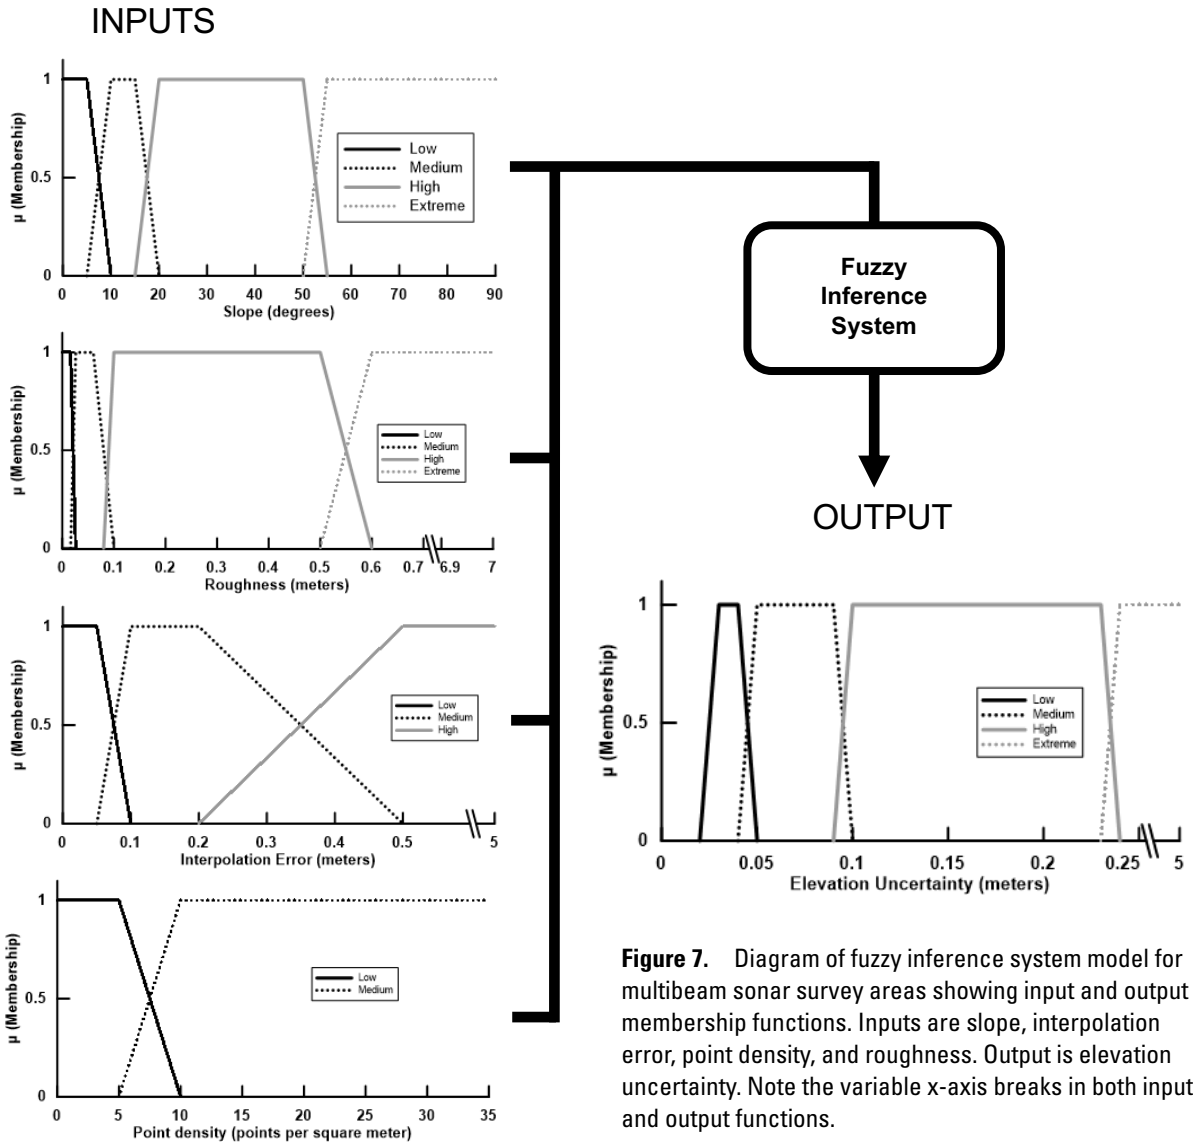 INPUTS
μ (Membership)
1
0.5
0
Low
Medium
High
Extreme
0 10 20 30 40 50 60 70 80 90
Slope (degrees)
μ (Membership)
1
0.5
0
Low
Medium
High
Extreme
0 0.1 0.2 0.3 0.4 0.5 0.6 0.7 6.9 7
Roughness (meters)
μ (Membership)
1
0.5
0
Low
Medium
High
0 0.1 0.2 0.3 0.4 0.5 5
Interpolation Error (meters)
μ (Membership)
1
0.5
0
Low
Medium
0 5 10 15 20 25 30 35
Point density (points per square meter)
Fuzzy
Inference
System
OUTPUT
μ (Membership)
1
0.5
0
Low
Medium
High
Extreme
0 0.05 0.1 0.15 0.2 0.25 5
Elevation Uncertainty (meters)
Figure 7. Diagram of fuzzy inference system model for
multibeam sonar survey areas showing input and output
membership functions. Inputs are slope, interpolation
error, point density, and roughness. Output is elevation
uncertainty. Note the variable x-axis breaks in both input
and output functions.